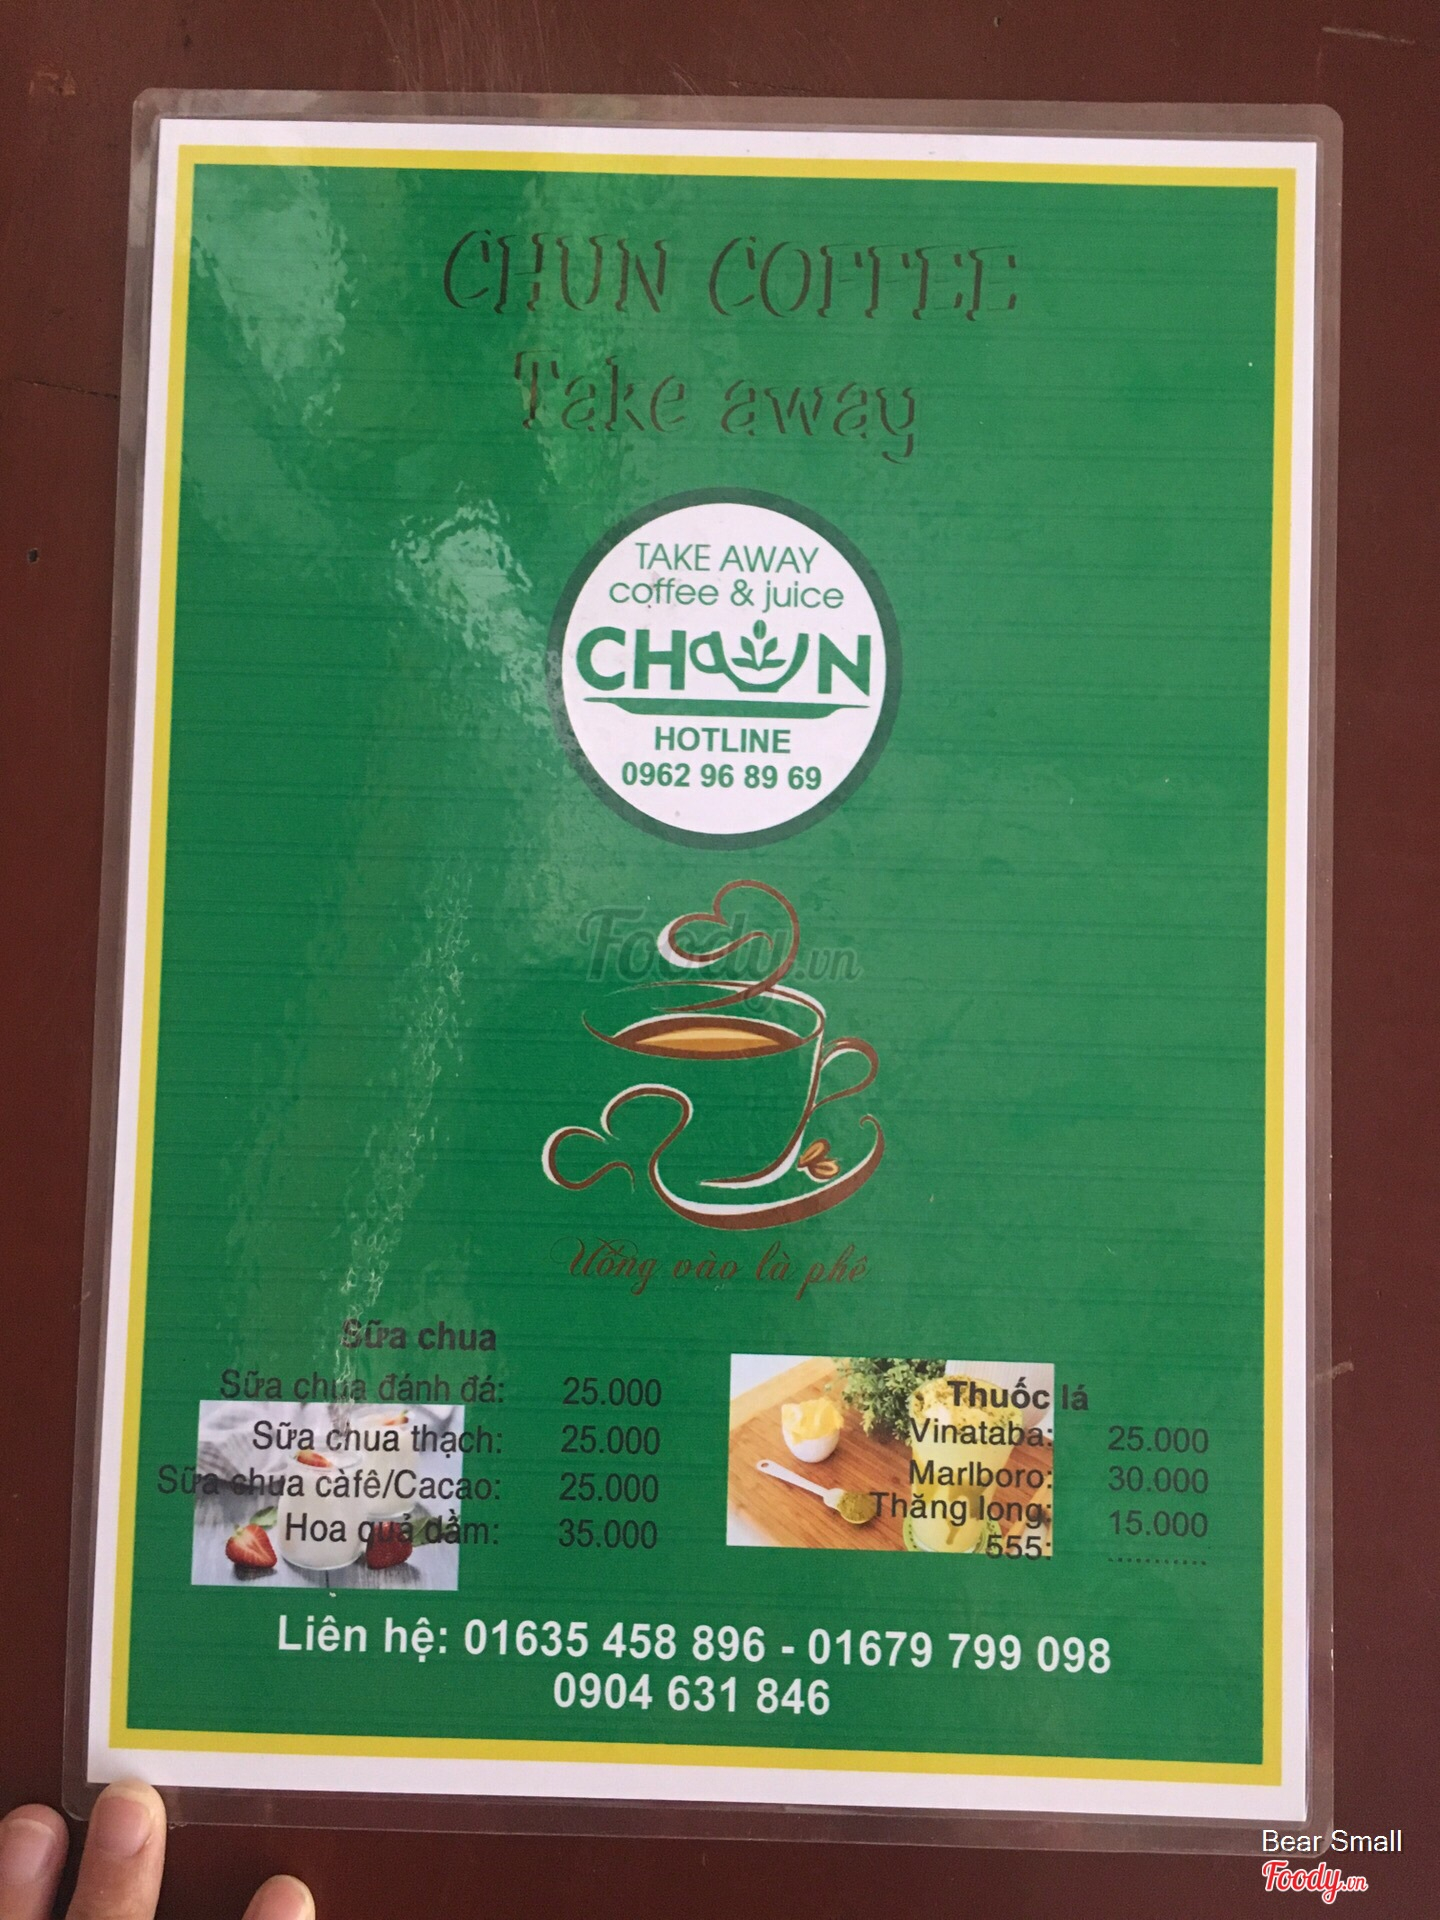 CHUN COFFEE
Take away
TAKE AWAY
coffee & juice
CHUN
HOTLINE
0962 96 89 69
Foody.vn
Uống vào là phê
Sữa chua
Sữa chua đánh đá: 25.000
Sữa chua thạch: 25.000
Sữa chua càfê/Cacao: 25.000
Hoa quả dầm: 35.000
Thuốc lá
Vinataba: 25.000
Marlboro: 30.000
Thăng long: 15.000
555: ............
Liên hệ: 01635 458 896 - 01679 799 098
0904 631 846
Bear Small
Foody.vn